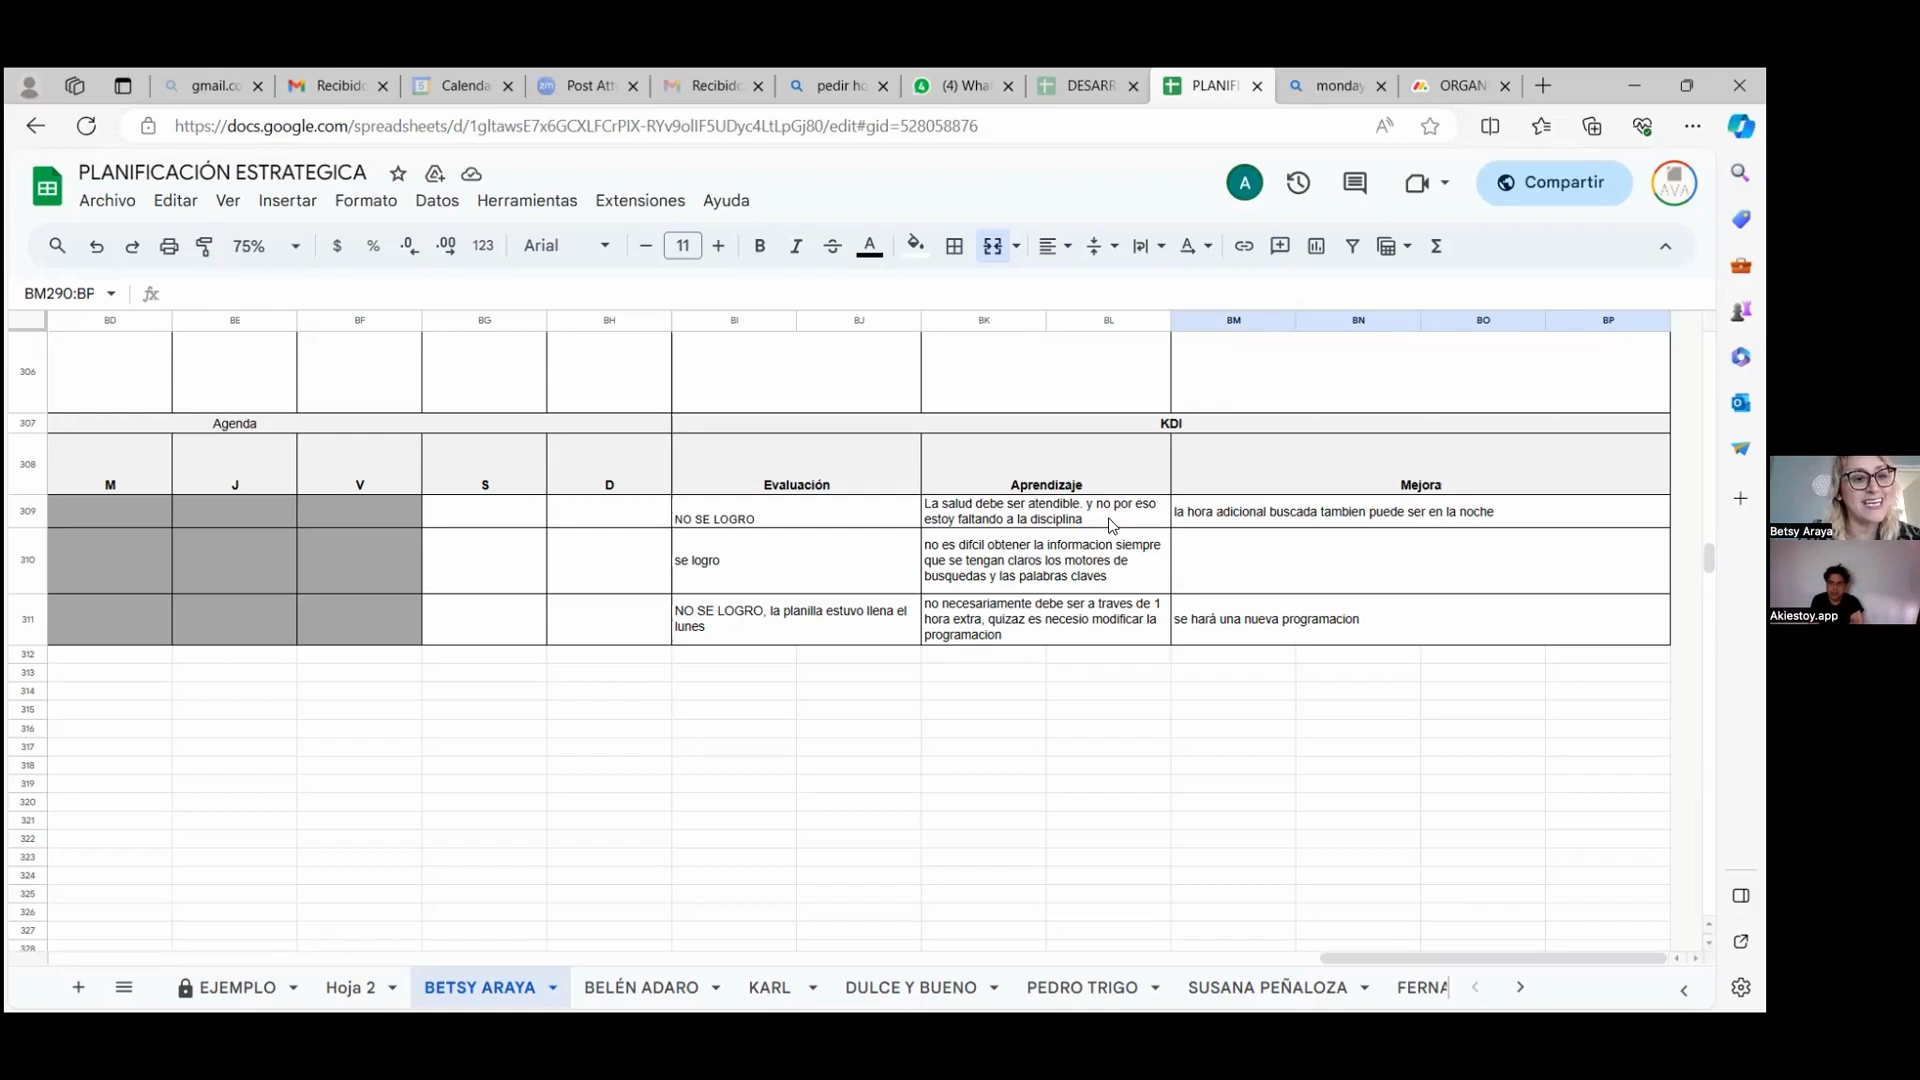 gmail.co
Recibido
Calenda
Post Att
Recibido
pedir ho
(4) Wha
DESARR
PLANIFI
monday
ORGANI
https://docs.google.com/spreadsheets/d/1gltawsE7x6GCXLFCrPIX-RYv9olIF5UDyc4LtLpGj80/edit#gid=528058876
PLANIFICACIÓN ESTRATEGICA
Archivo Editar Ver Insertar Formato Datos Herramientas Extensiones Ayuda
A
Compartir
AVA
75% $ % .0 .00 123 Arial 11 B I A
BM290:BP fx
BD BE BF BG BH BI BJ BK BL BM BN BO BP
306
307 Agenda KDI
308 M J V S D Evaluación Aprendizaje Mejora
309
NO SE LOGRO
La salud debe ser atendible. y no por eso
estoy faltando a la disciplina
la hora adicional buscada tambien puede ser en la noche
310
se logro
no es difcil obtener la informacion siempre
que se tengan claros los motores de
busquedas y las palabras claves
311
NO SE LOGRO, la planilla estuvo llena el
lunes
no necesariamente debe ser a traves de 1
hora extra, quizaz es necesio modificar la
programacion
se hará una nueva programacion
312
313
314
315
316
317
318
319
320
321
322
323
324
325
326
327
328
Betsy Araya
Akiestoy.app
EJEMPLO Hoja 2 BETSY ARAYA BELÉN ADARO KARL DULCE Y BUENO PEDRO TRIGO SUSANA PEÑALOZA FERNA